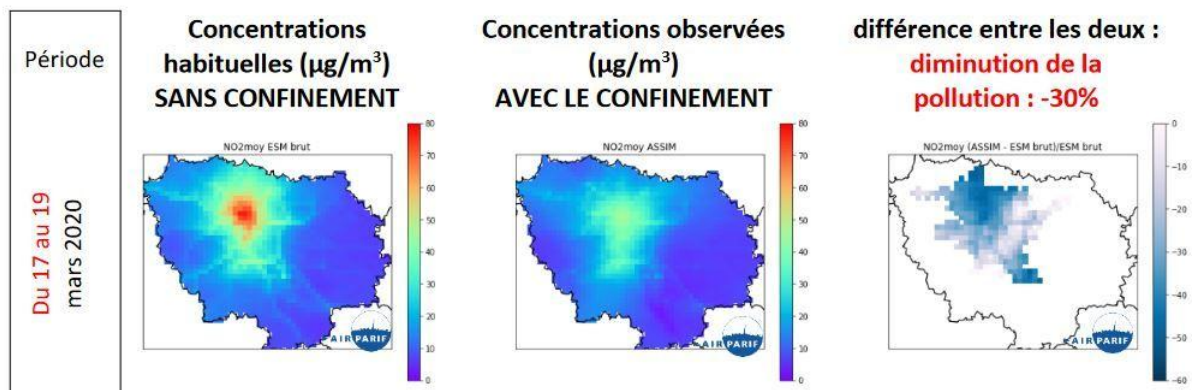 Période
Du 17 au 19
mars 2020
Concentrations
habituelles (µg/m³)
SANS CONFINEMENT
NO2moy ESM brut
80
70
60
50
40
30
20
10
0
AIRPARIF
Concentrations observées
(µg/m³)
AVEC LE CONFINEMENT
NO2moy ASSIM
80
70
60
50
40
30
20
10
0
AIRPARIF
différence entre les deux :
diminution de la
pollution : -30%
NO2moy (ASSIM - ESM brut)/ESM brut
0
−10
−20
−30
−40
−50
−60
AIRPARIF